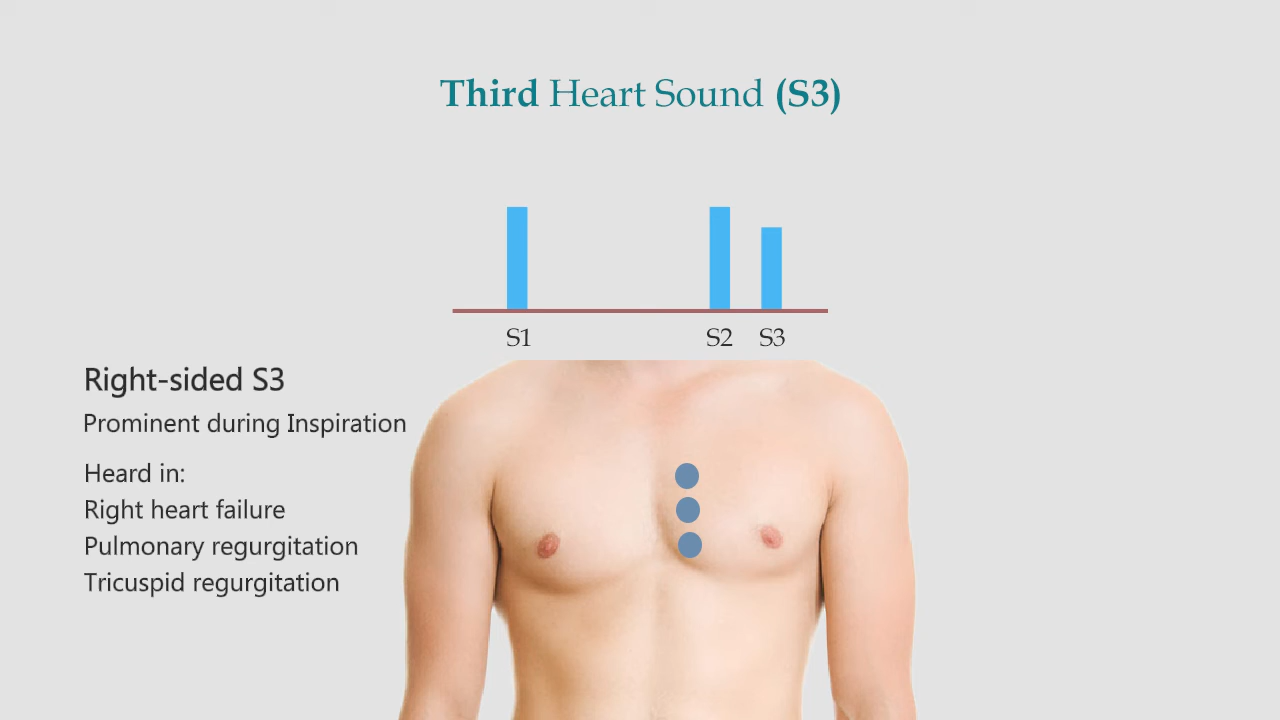 Third Heart Sound (S3)
S1 S2 S3
Right-sided S3
Prominent during Inspiration
Heard in:
Right heart failure
Pulmonary regurgitation
Tricuspid regurgitation